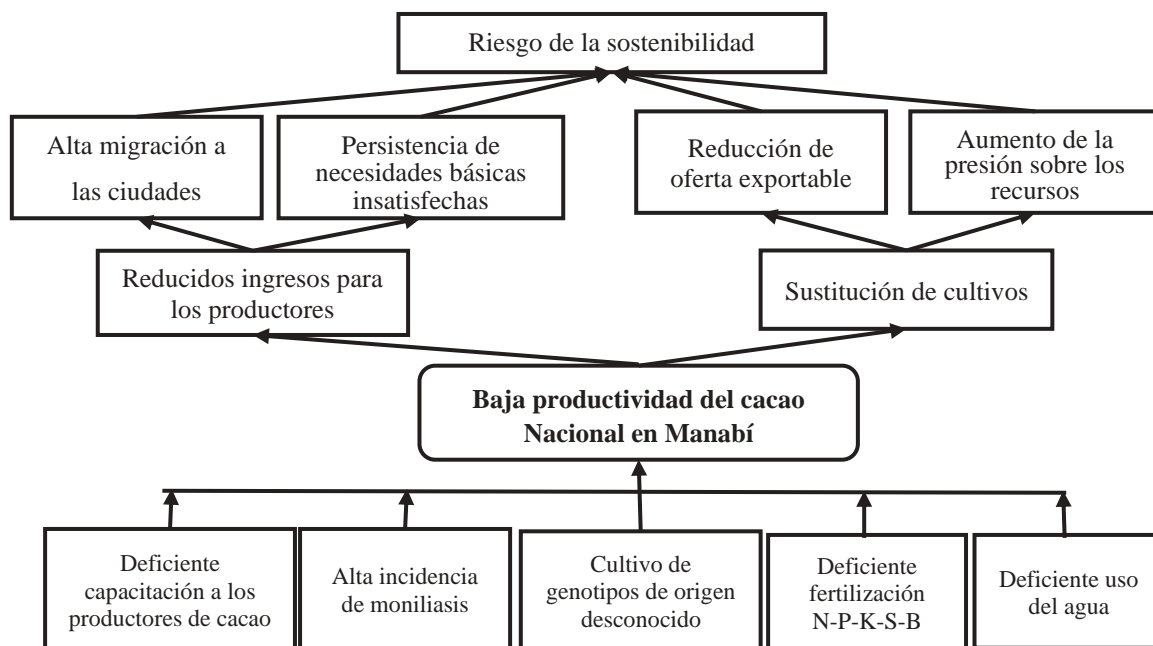 Riesgo de la sostenibilidad
Alta migración a
las ciudades
Persistencia de
necesidades básicas
insatisfechas
Reducción de
oferta exportable
Aumento de la
presión sobre los
recursos
Reducidos ingresos para
los productores
Sustitución de cultivos
Baja productividad del cacao
Nacional en Manabí
Deficiente
capacitación a los
productores de cacao
Alta incidencia
de moniliasis
Cultivo de
genotipos de origen
desconocido
Deficiente
fertilización
N-P-K-S-B
Deficiente uso
del agua